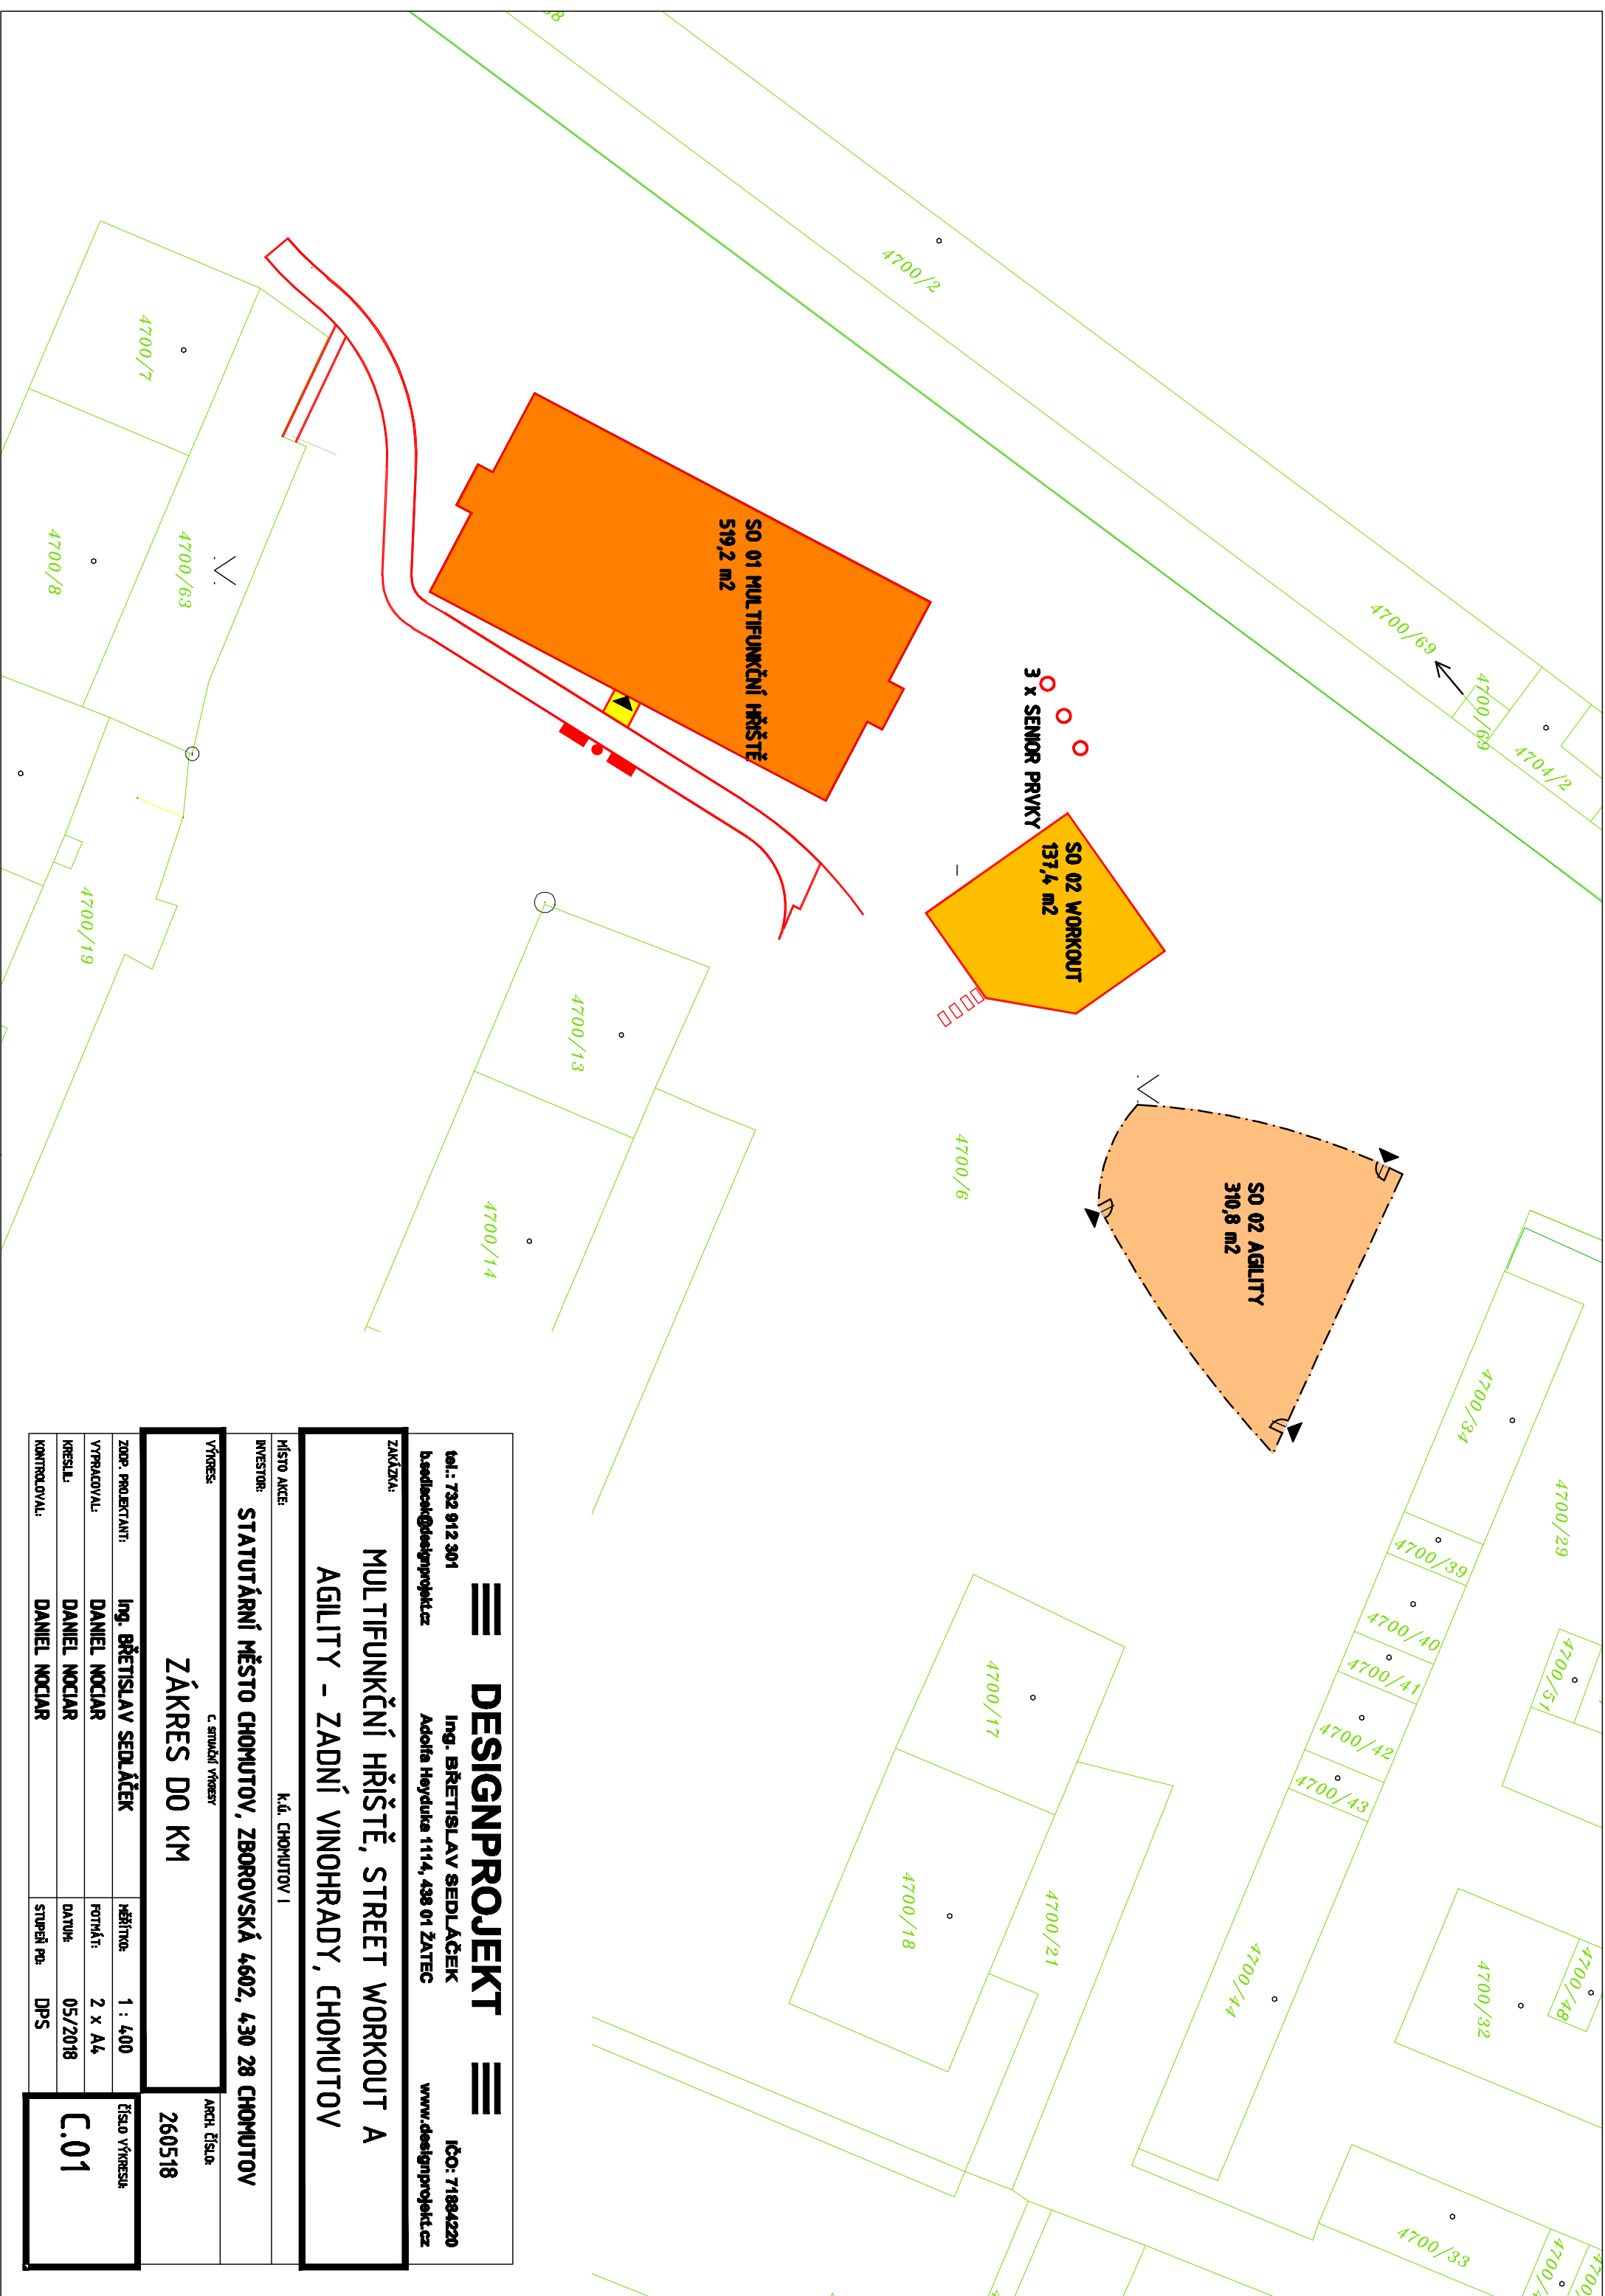 4700/2
4700/69
4700/69
4704/2
4700/7
4700/8
4700/63
4700/19
SO 01 MULTIFUNKČNÍ HŘIŠTĚ
519,2 m2
3 x SENIOR PRVKY
SO 02 WORKOUT
137,4 m2
SO 02 AGILITY
310,8 m2
4700/6
4700/13
4700/14
4700/34
4700/29
4700/39
4700/40
4700/41
4700/42
4700/43
4700/51
4700/17
4700/18
4700/21
4700/44
4700/32
4700/48
4700/33
DESIGNPROJEKT
tel.: 732 912 301
Ing. BŘETISLAV SEDLÁČEK
IČO: 71884220
b.sedlacek@designprojekt.cz
Adolfa Heyduka 1114, 438 01 ŽATEC
www.designprojekt.cz
ZAKÁZKA:
MULTIFUNKČNÍ HŘIŠTĚ, STREET WORKOUT A
AGILITY - ZADNÍ VINOHRADY, CHOMUTOV
MÍSTO AKCE:
k.ú. CHOMUTOV I
INVESTOR:
STATUTÁRNÍ MĚSTO CHOMUTOV, ZBOROVSKÁ 4602, 430 28 CHOMUTOV
VÝKRES:
C. SITUAČNÍ VÝKRESY
ZÁKRES DO KM
ARCH. ČÍSLO:
260518
ZODP. PROJEKTANT:
Ing. BŘETISLAV SEDLÁČEK
MĚŘÍTKO:
1 : 400
VYPRACOVAL:
DANIEL NOCIAR
FOTMÁT:
2 x A4
KRESLIL:
DANIEL NOCIAR
DATUM:
05/2018
KONTROLOVAL:
DANIEL NOCIAR
STUPEŇ PD:
DPS
ČÍSLO VÝKRESU:
C.01